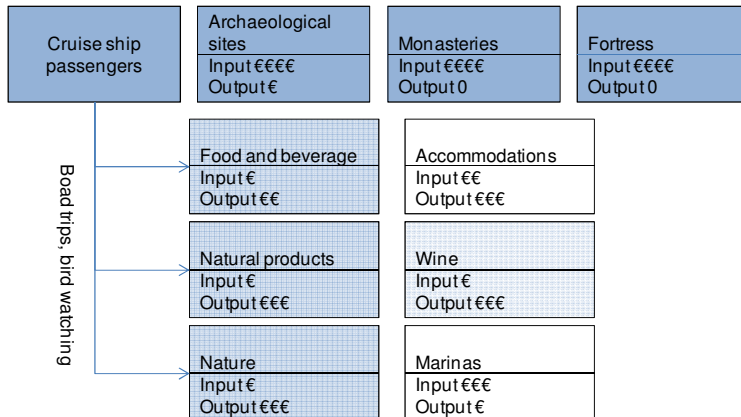 Cruise ship
passengers
Archaeological
sites
Input €€€€
Output €
Monasteries
Input €€€€
Output 0
Fortress
Input €€€€
Output 0
Boad trips, bird watching
Food and beverage
Input €
Output €€
Accommodations
Input €€
Output €€€
Natural products
Input €
Output €€€
Wine
Input €
Output €€€
Nature
Input €
Output €€€
Marinas
Input €€€
Output €